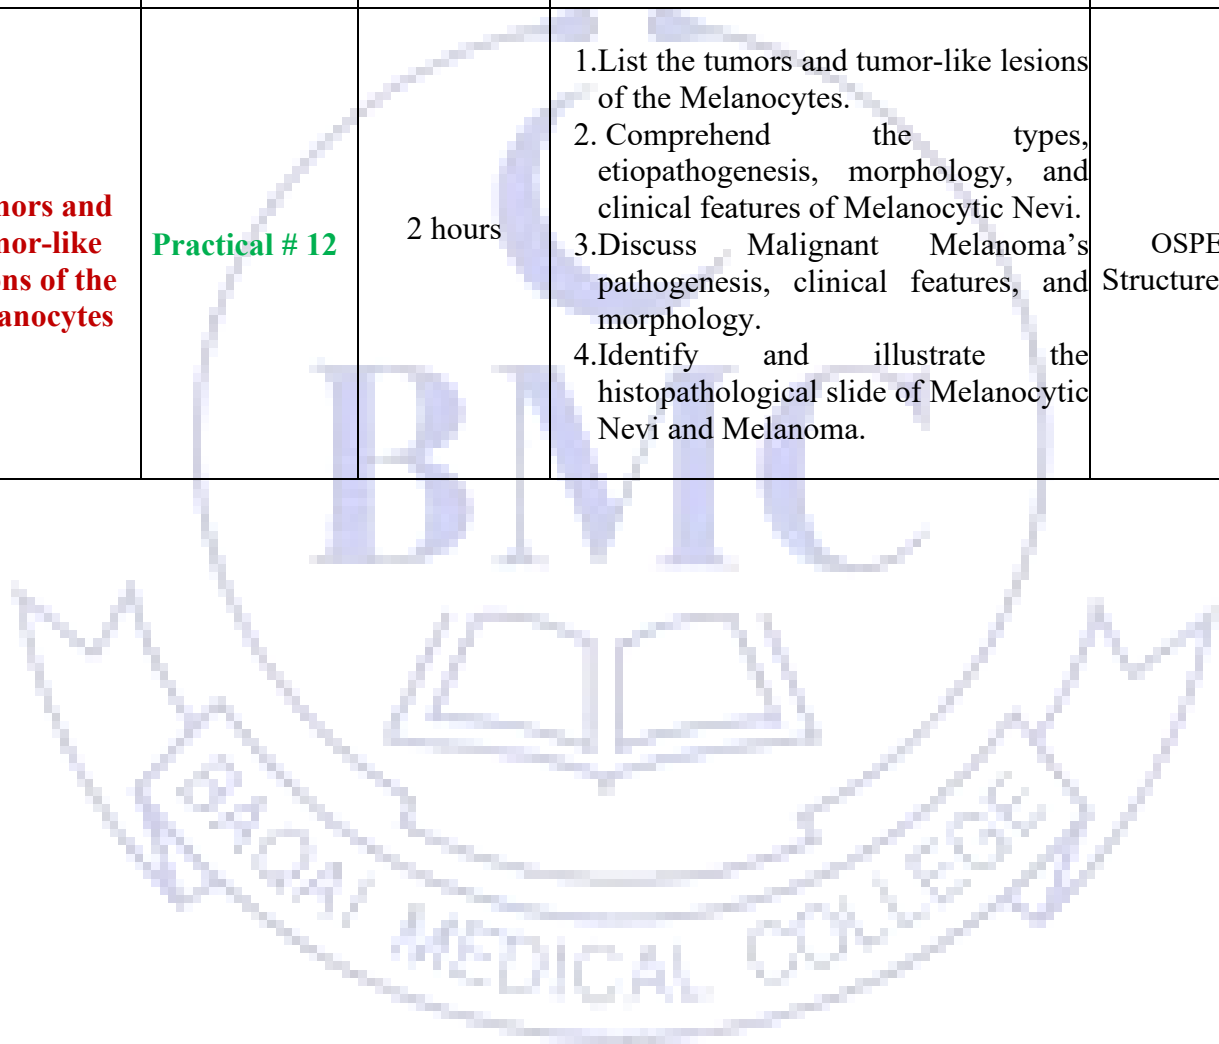 mors and
mor-like
ons of the
anocytes
Practical # 12
2 hours
1.List the tumors and tumor-like lesions
of the Melanocytes.
2. Comprehend the types,
etiopathogenesis, morphology, and
clinical features of Melanocytic Nevi.
3.Discuss Malignant Melanoma’s
pathogenesis, clinical features, and
morphology.
4.Identify and illustrate the
histopathological slide of Melanocytic
Nevi and Melanoma.
OSPE
Structure
BMC
BAQAI MEDICAL COLLEGE